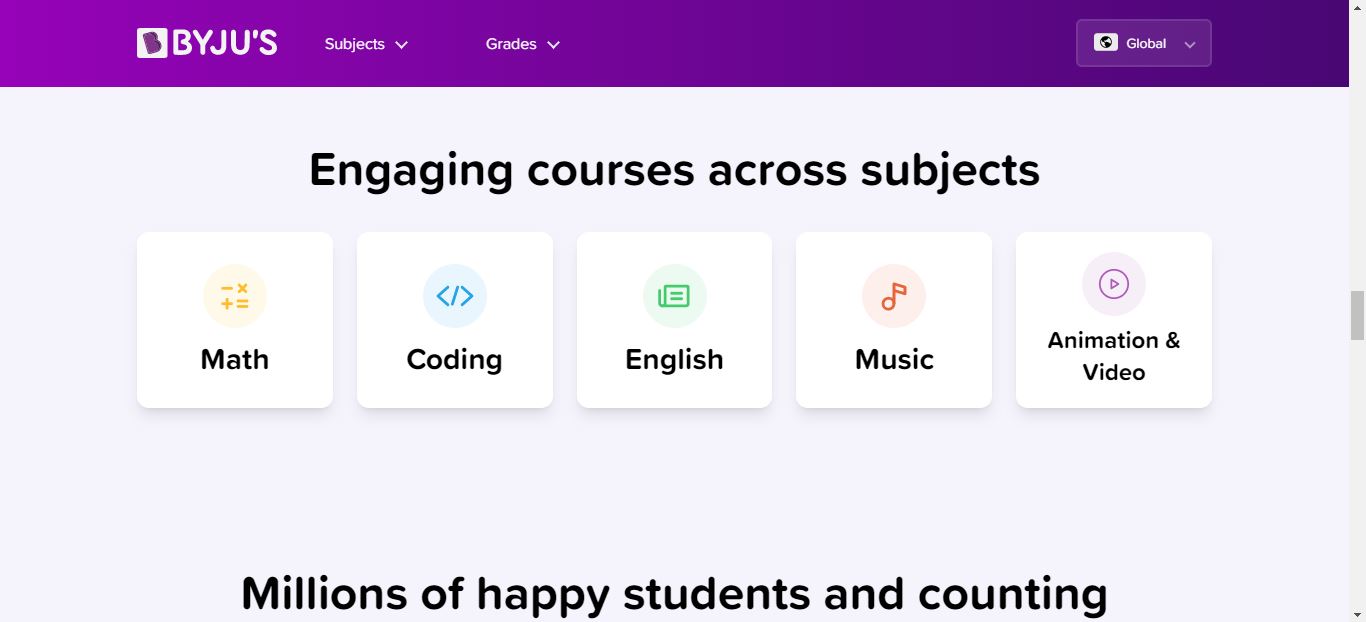 BYJU'S
Subjects
Grades
Global
Engaging courses across subjects
Math
Coding
English
Music
Animation &
Video
Millions of happy students and counting